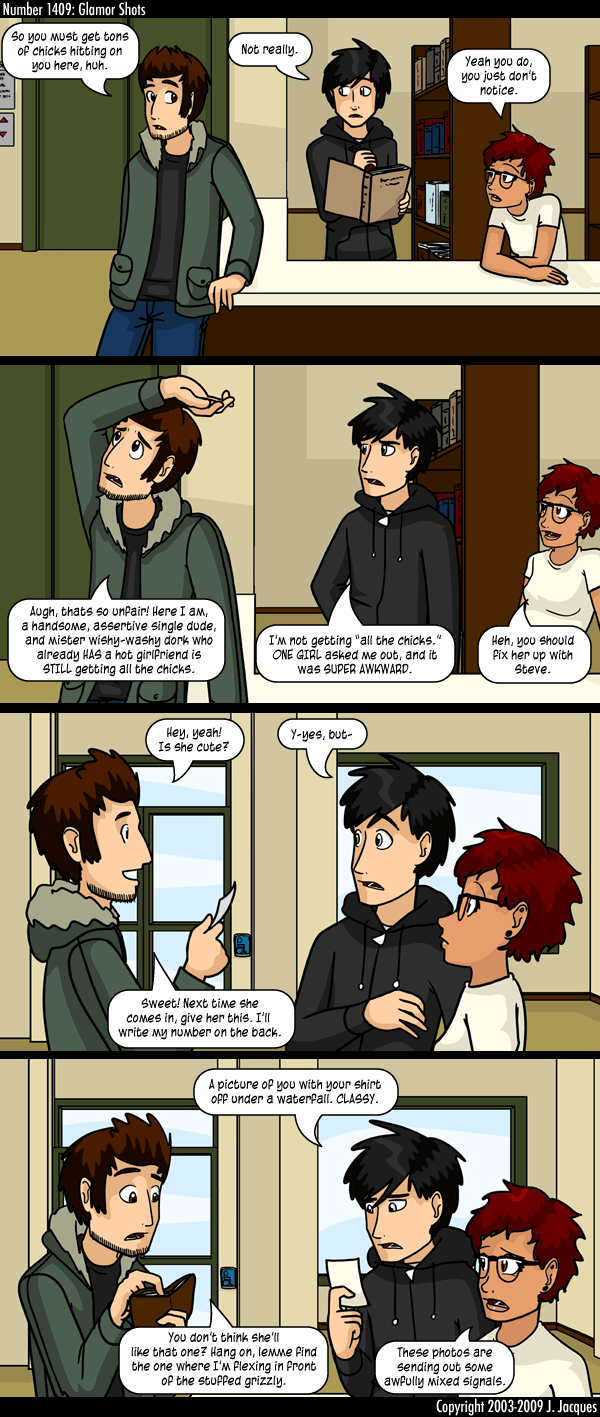 Number 1409: Glamor Shots
So you must get tons
of chicks hitting on
you here, huh.
Not really.
Yeah you do,
you just don't
notice.
Augh, thats so unfair! Here I am,
a handsome, assertive single dude,
and mister wishy-washy dork who
already HAS a hot girlfriend is
STILL getting all the chicks.
I'm not getting "all the chicks."
ONE GIRL asked me out, and it
was SUPER AWKWARD.
Heh, you should
fix her up with
Steve.
Hey, yeah!
Is she cute?
Y-yes, but-
Sweet! Next time she
comes in, give her this. I'll
write my number on the back.
A picture of you with your shirt
off under a waterfall. CLASSY.
You don't think she'll
like that one? Hang on, lemme find
the one where I'm flexing in front
of the stuffed grizzly.
These photos are
sending out some
awfully mixed signals.
Copyright 2003-2009 J. Jacques